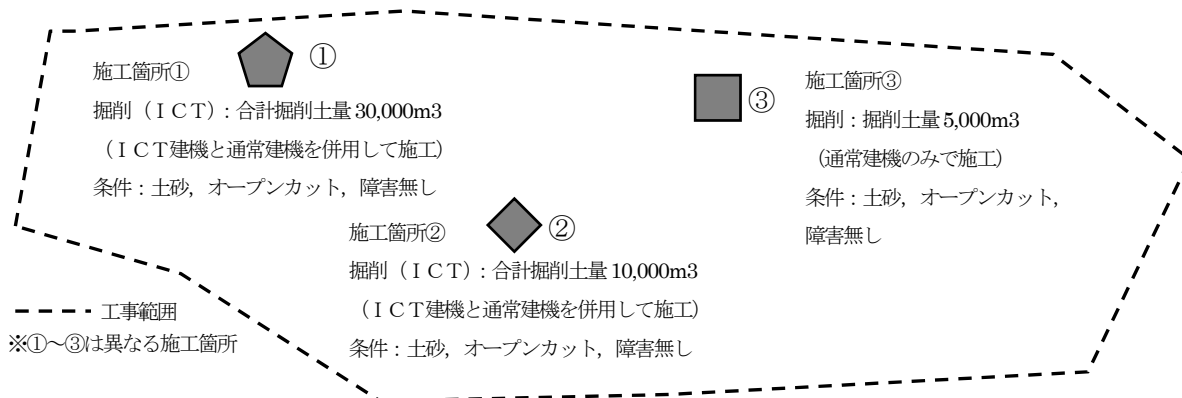 ①
施工箇所①
掘削（ＩＣＴ）：合計掘削土量 30,000m3
（ＩＣＴ建機と通常建機を併用して施工）
条件：土砂，オープンカット，障害無し
③
施工箇所③
掘削：掘削土量 5,000m3
（通常建機のみで施工）
条件：土砂，オープンカット，
障害無し
②
施工箇所②
掘削（ＩＣＴ）：合計掘削土量 10,000m3
（ＩＣＴ建機と通常建機を併用して施工）
条件：土砂，オープンカット，障害無し
工事範囲
※①～③は異なる施工箇所